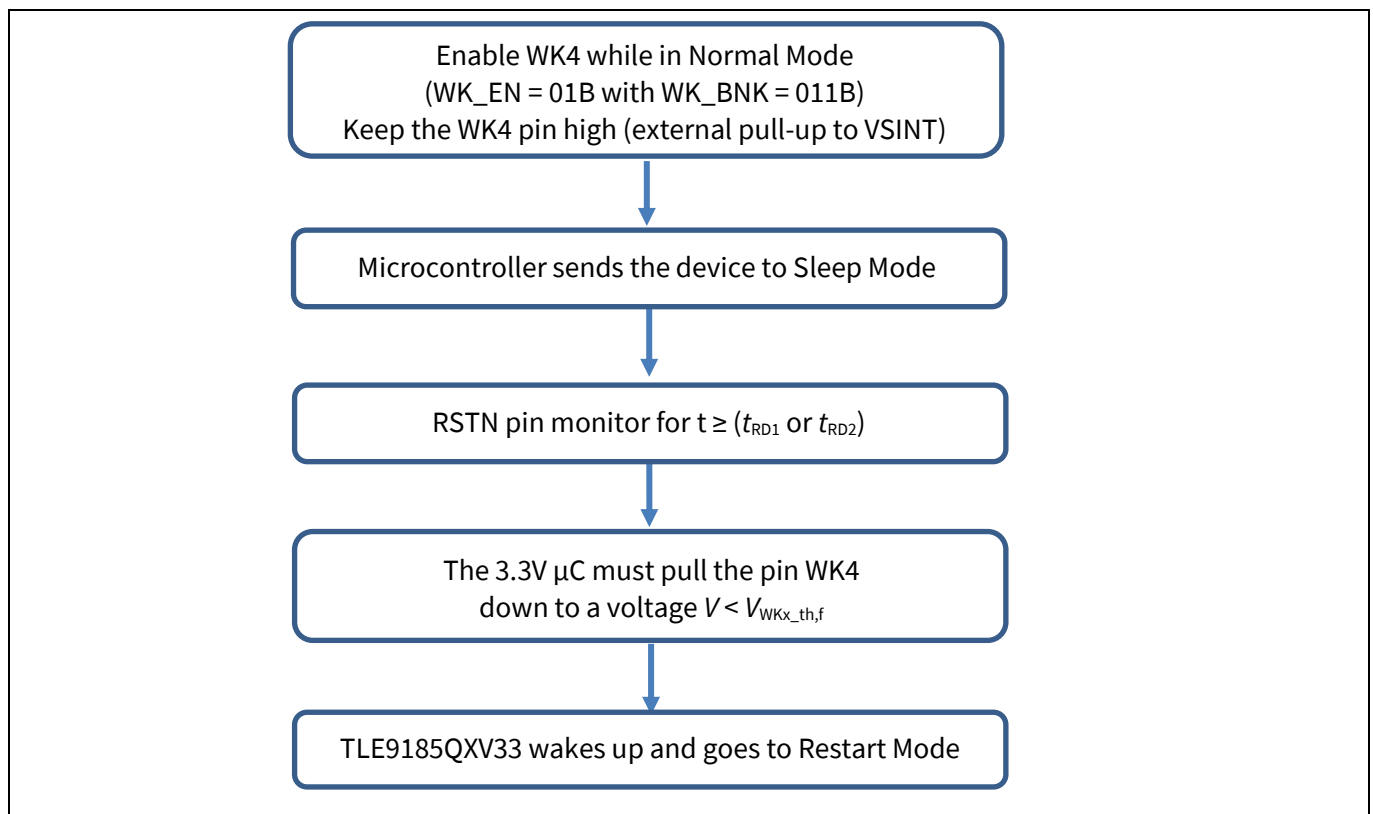 Enable WK4 while in Normal Mode
(WK_EN = 01B with WK_BNK = 011B)
Keep the WK4 pin high (external pull-up to VSINT)
Microcontroller sends the device to Sleep Mode
RSTN pin monitor for t ≥ (tRD1 or tRD2)
The 3.3V µC must pull the pin WK4
down to a voltage V < VWKx_th,f
TLE9185QXV33 wakes up and goes to Restart Mode